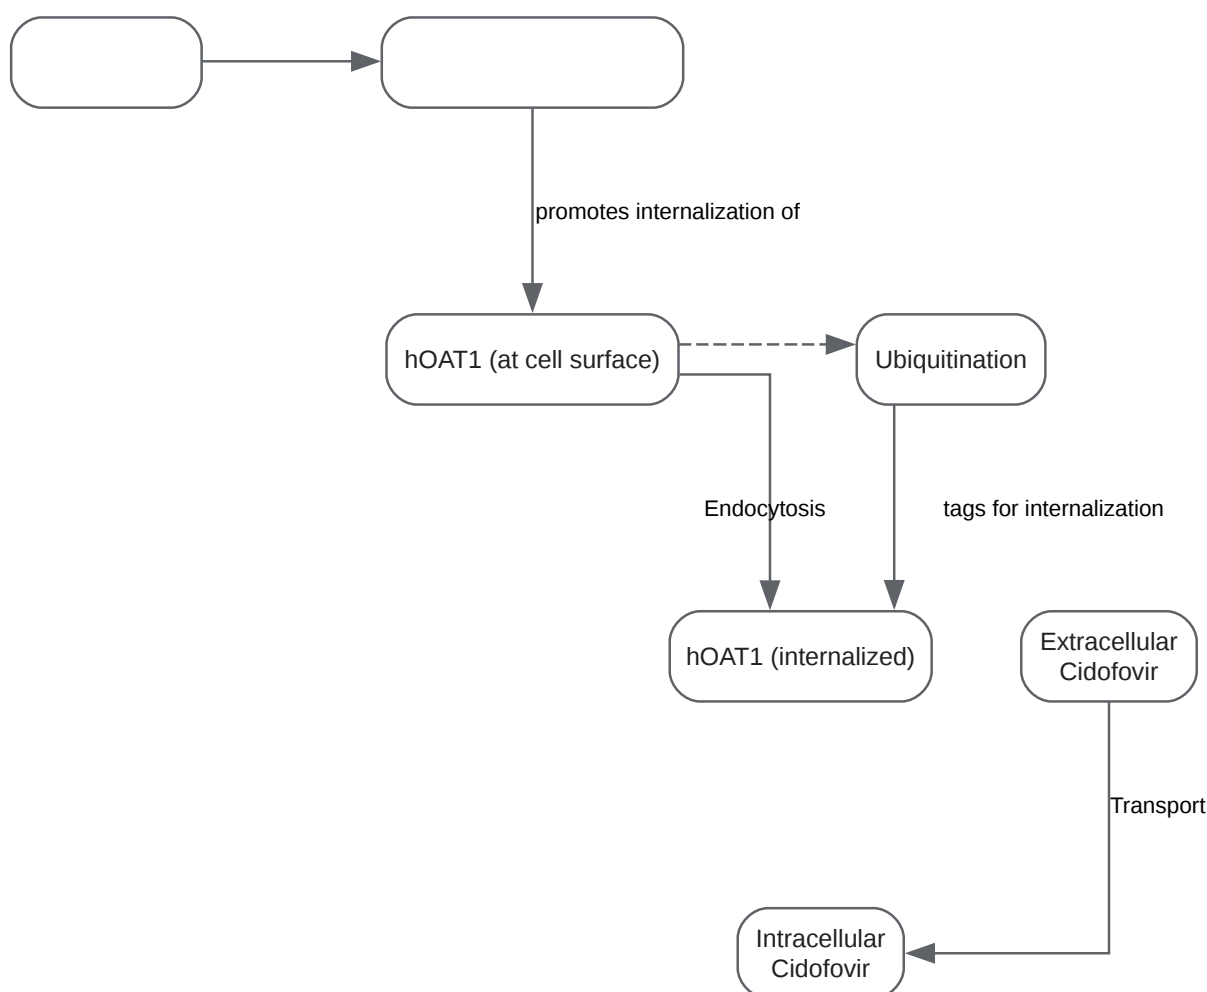 promotes internalization of
hOAT1 (at cell surface)
Ubiquitination
Endocytosis
tags for internalization
hOAT1 (internalized)
Extracellular
Cidofovir
Transport
Intracellular
Cidofovir